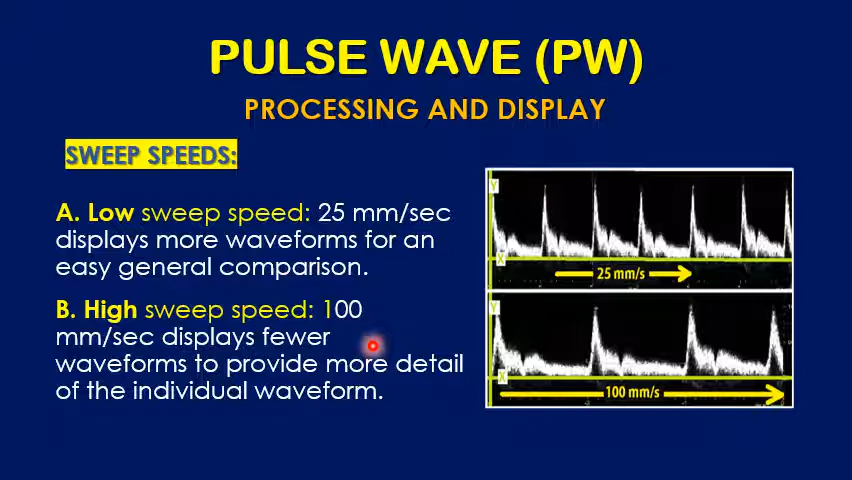 PULSE WAVE (PW)
PROCESSING AND DISPLAY
SWEEP SPEEDS:
A. Low sweep speed: 25 mm/sec
displays more waveforms for an
easy general comparison.
B. High sweep speed: 100
mm/sec displays fewer
waveforms to provide more detail
of the individual waveform.
Y
X
25 mm/s
Y
X
100 mm/s